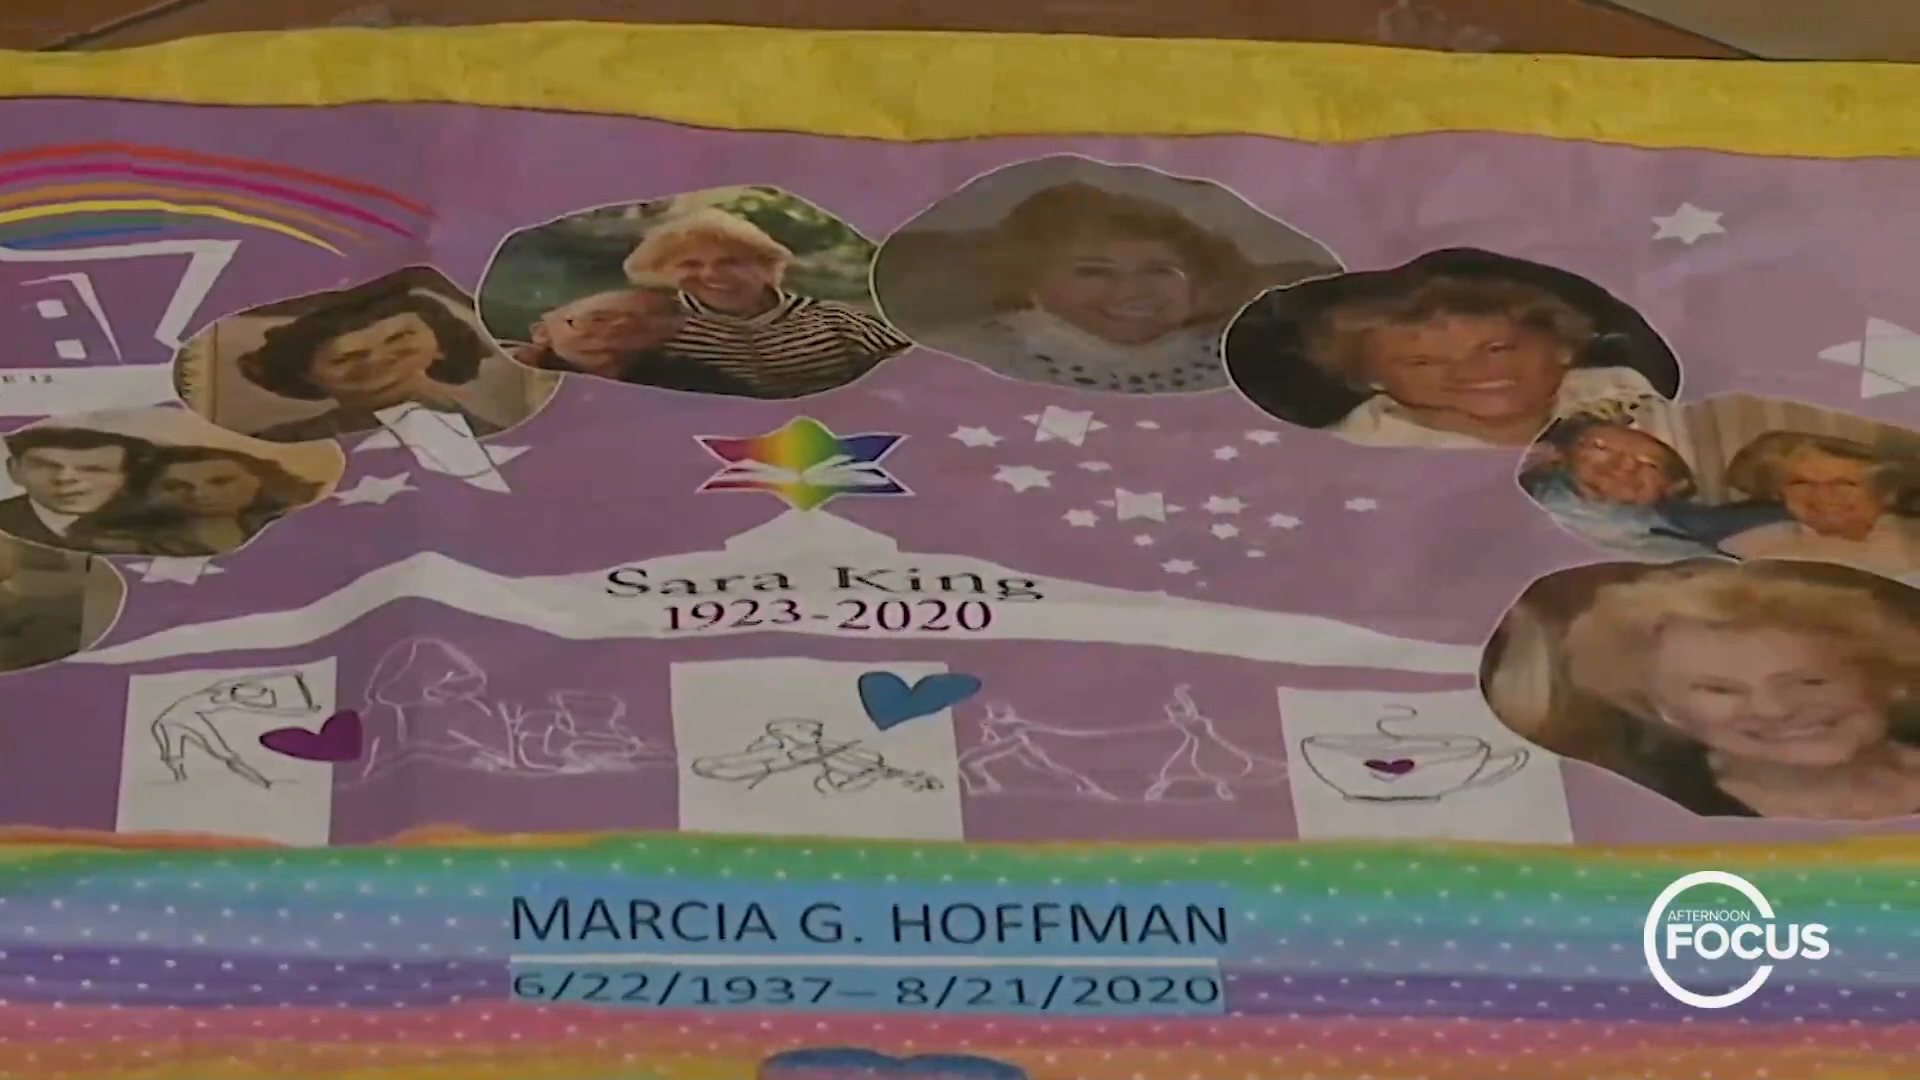 Sara King
1923-2020
MARCIA G. HOFFMAN
6/22/1937– 8/21/2020
AFTERNOON
FOCUS